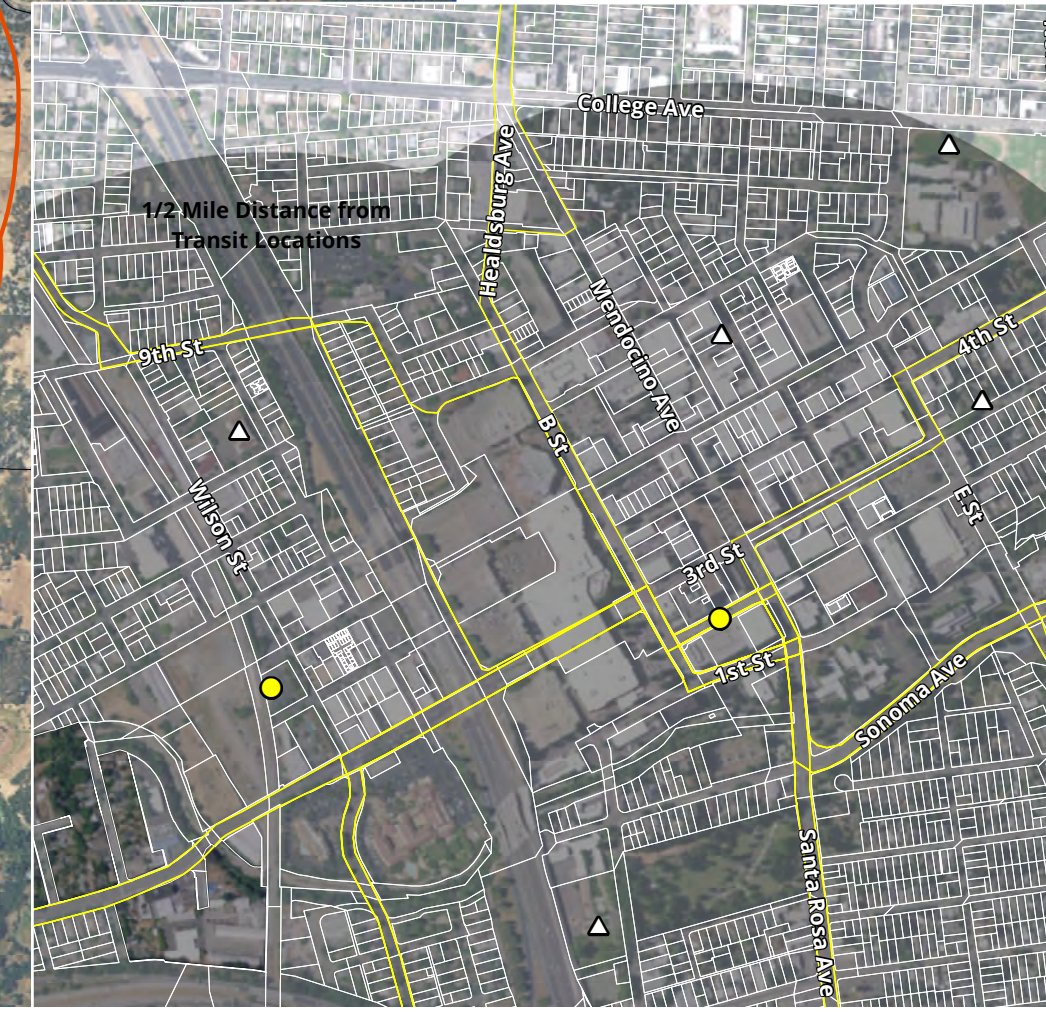 College Ave
Healdsburg Ave
1/2 Mile Distance from
Transit Locations
Mendocino Ave
4th St
9th St
B St
Wilson St
E St
3rd St
1st St
Sonoma Ave
Santa Rosa Ave